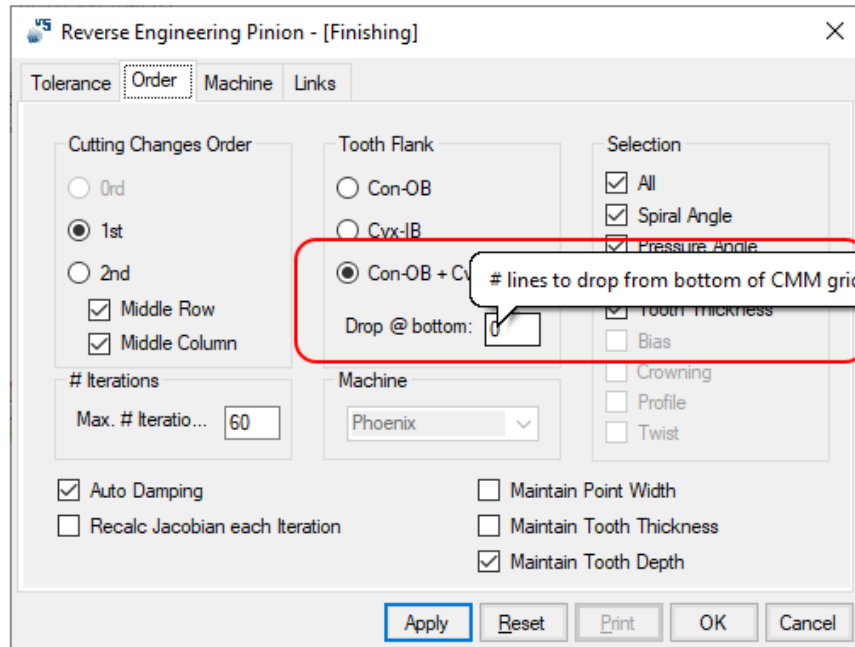 Reverse Engineering Pinion - [Finishing]
Tolerance Order Machine Links
Cutting Changes Order
0rd
1st
2nd
Middle Row
Middle Column
Tooth Flank
Con-OB
Cvx-IB
Con-OB + Cv
Drop @ bottom: 0
# lines to drop from bottom of CMM grid
Selection
All
Spiral Angle
Pressure Angle
Tooth Thickness
Bias
Crowning
Profile
Twist
# Iterations
Max. # Iteratio... 60
Machine
Phoenix
Auto Damping
Recalc Jacobian each Iteration
Maintain Point Width
Maintain Tooth Thickness
Maintain Tooth Depth
Apply Reset Print OK Cancel